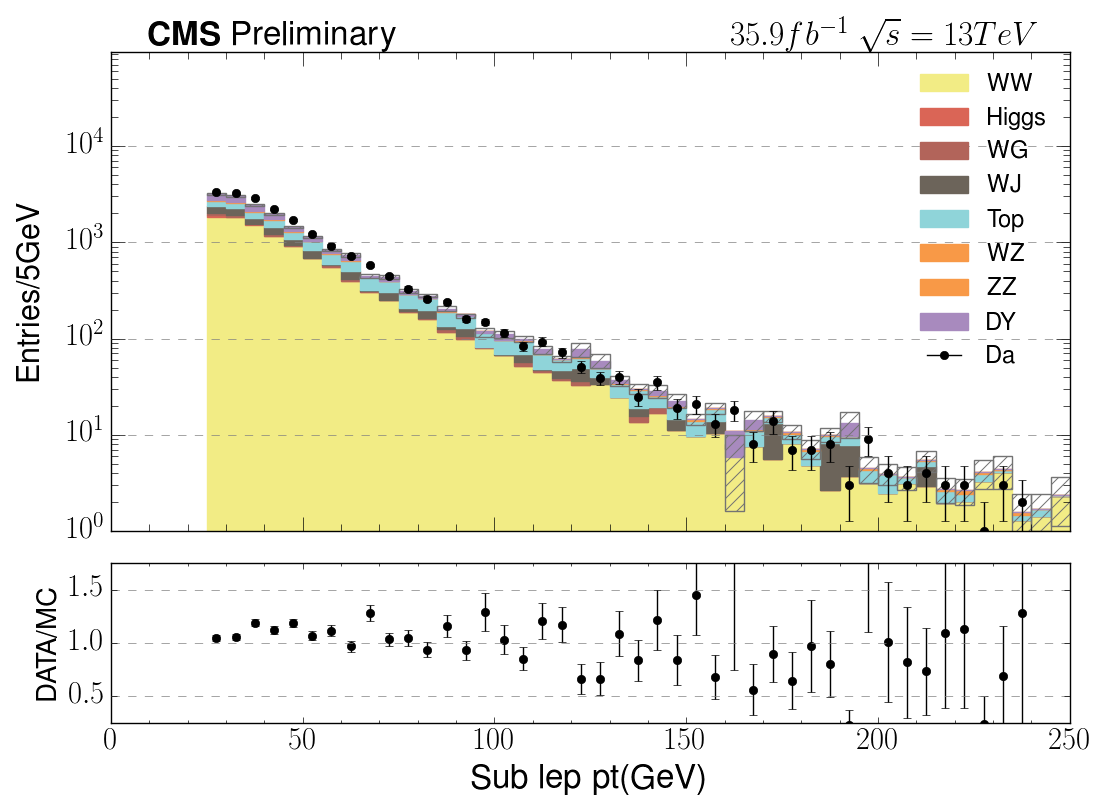 CMS Preliminary 35.9fb⁻¹ √s = 13TeV
WW
Higgs
WG
WJ
Top
WZ
ZZ
DY
Da
Entries/5GeV
10⁴
10³
10²
10¹
10⁰
DATA/MC
1.5
1.0
0.5
0 50 100 150 200 250
Sub lep pt(GeV)